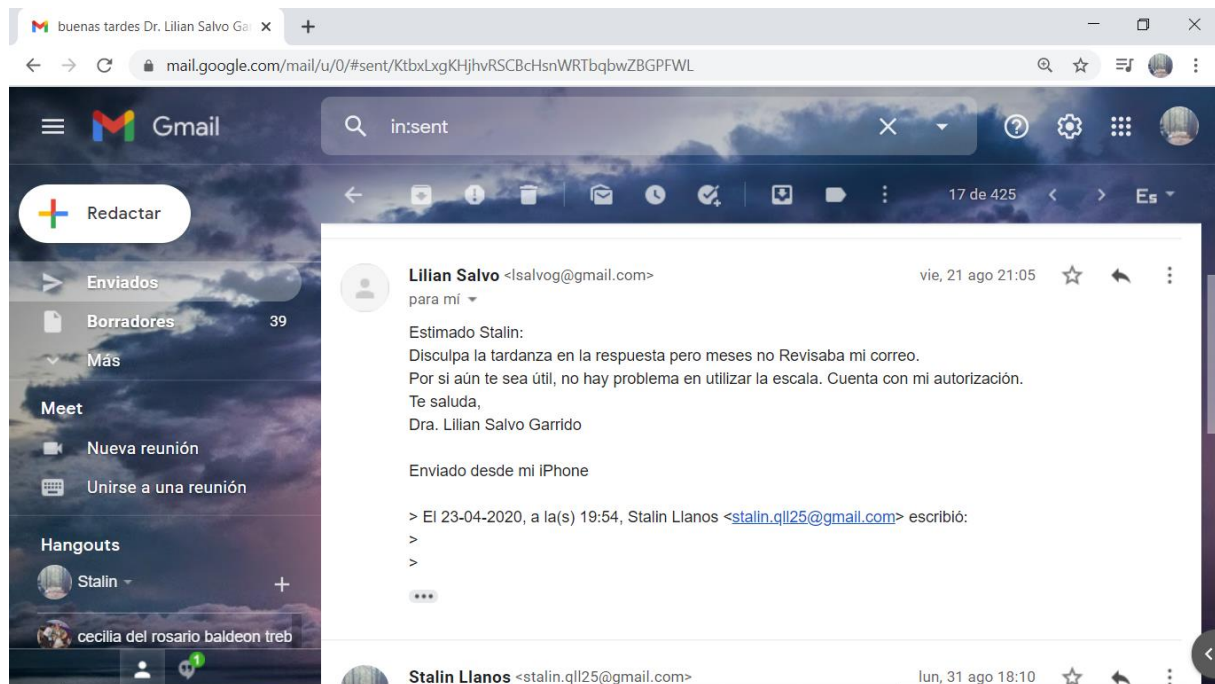 buenas tardes Dr. Lilian Salvo Ga
mail.google.com/mail/u/0/#sent/KtbxLxgKHjhvRSCBcHsnWRTbqbwZBGPFWL
Gmail
in:sent
17 de 425
Es
Redactar
Enviados
Borradores 39
Más
Meet
Nueva reunión
Unirse a una reunión
Hangouts
Stalin
cecilia del rosario baldeon treb
1
Lilian Salvo <lsalvog@gmail.com> vie, 21 ago 21:05
para mí
Estimado Stalin:
Disculpa la tardanza en la respuesta pero meses no Revisaba mi correo.
Por si aún te sea útil, no hay problema en utilizar la escala. Cuenta con mi autorización.
Te saluda,
Dra. Lilian Salvo Garrido
Enviado desde mi iPhone
> El 23-04-2020, a la(s) 19:54, Stalin Llanos <stalin.qll25@gmail.com> escribió:
>
>
Stalin Llanos <stalin.qll25@gmail.com> lun, 31 ago 18:10